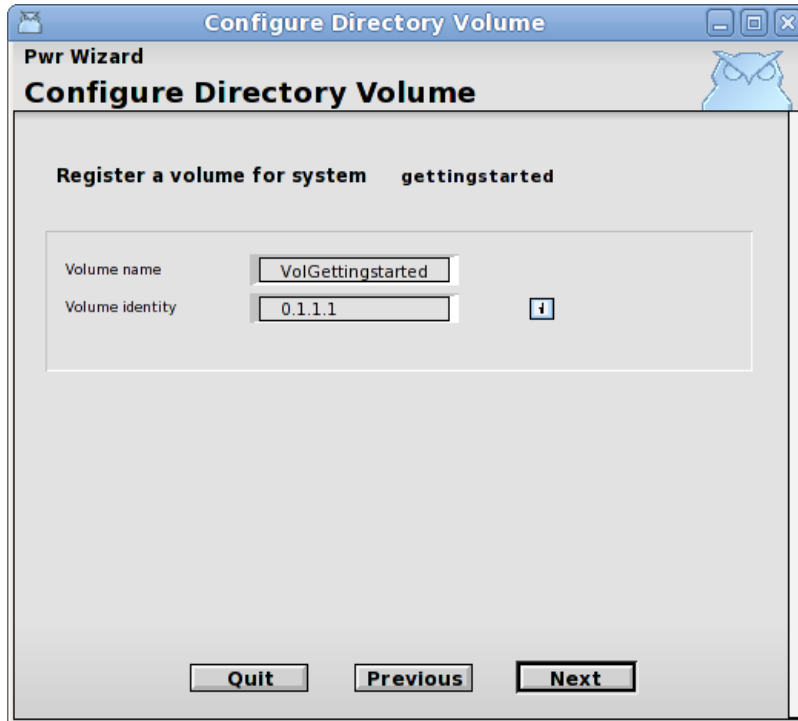 Configure Directory Volume
Pwr Wizard
Configure Directory Volume
Register a volume for system gettingstarted
Volume name VolGettingstarted
Volume identity 0.1.1.1
Quit Previous Next